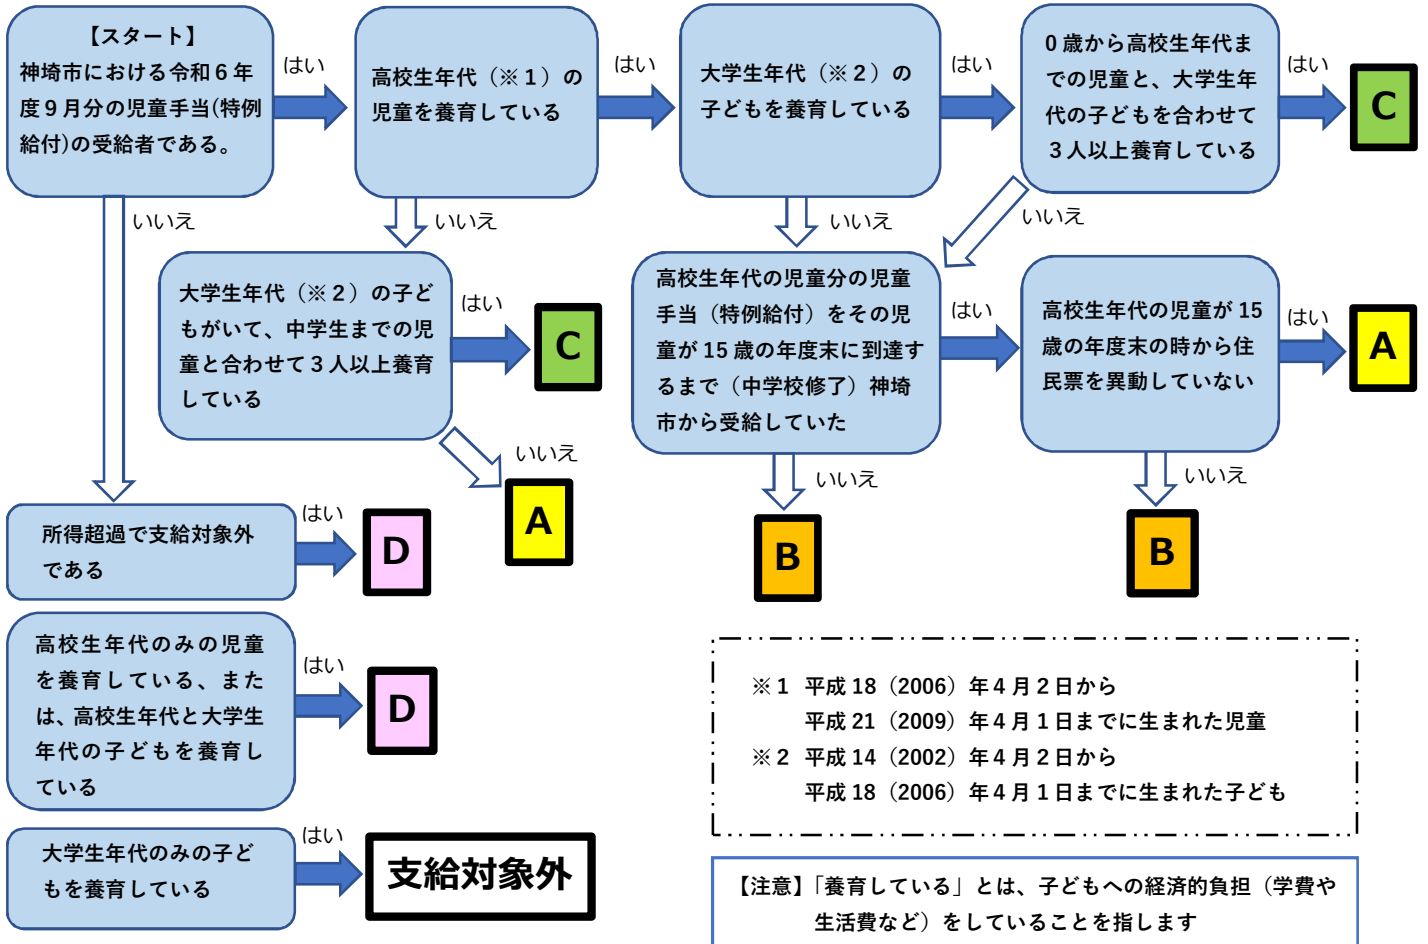 【スタート】
神埼市における令和６年
度９月分の児童手当(特例
給付)の受給者である。
はい
高校生年代（※１）の
児童を養育している
はい
大学生年代（※２）の
子どもを養育している
はい
０歳から高校生年代ま
での児童と、大学生年
代の子どもを合わせて
３人以上養育している
はい
C
いいえ
いいえ
いいえ
いいえ
大学生年代（※２）の子ど
もがいて、中学生までの児
童と合わせて３人以上養育
している
はい
C
高校生年代の児童分の児童
手当（特例給付）をその児
童が 15 歳の年度末に到達す
るまで（中学校修了）神埼
市から受給していた
はい
高校生年代の児童が 15
歳の年度末の時から住
民票を異動していない
はい
A
いいえ
A
いいえ
B
いいえ
B
所得超過で支給対象外
である
はい
D
高校生年代のみの児童
を養育している、また
は、高校生年代と大学生
年代の子どもを養育し
ている
はい
D
大学生年代のみの子ど
もを養育している
はい
支給対象外
※１ 平成 18（2006）年４月２日から
平成 21（2009）年４月１日までに生まれた児童
※２ 平成 14（2002）年４月２日から
平成 18（2006）年４月１日までに生まれた子ども
【注意】「養育している」とは、子どもへの経済的負担（学費や
生活費など）をしていることを指します